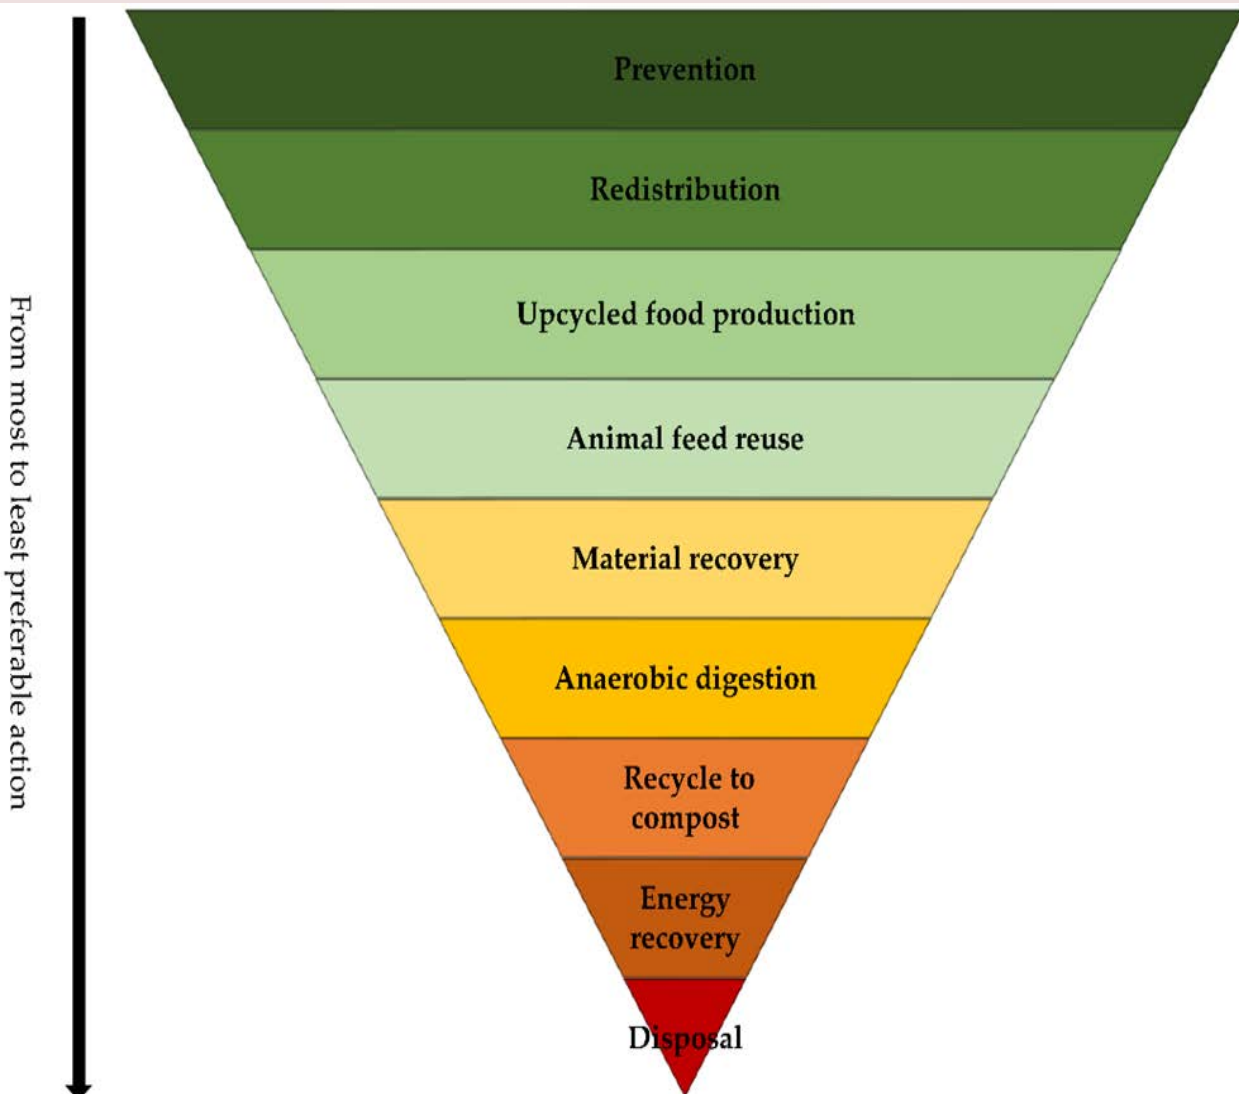 From most to least preferable action
Prevention
Redistribution
Upcycled food production
Animal feed reuse
Material recovery
Anaerobic digestion
Recycle to
compost
Energy
recovery
Disposal